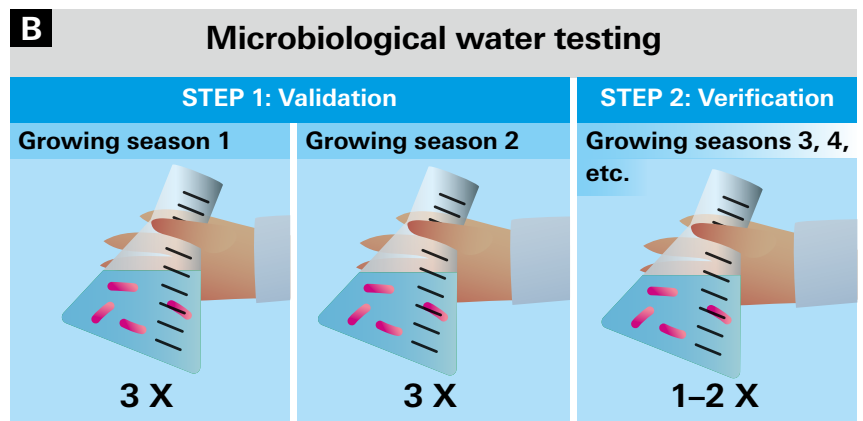 B
Microbiological water testing
STEP 1: Validation
STEP 2: Verification
Growing season 1
Growing season 2
Growing seasons 3, 4,
etc.
3 X
3 X
1–2 X